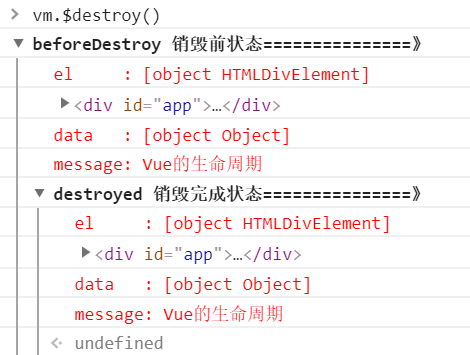 > vm.$destroy()
▼ beforeDestroy 销毁前状态===============》
el     : [object HTMLDivElement]
▶<div id="app">…</div>
data   : [object Object]
message: Vue的生命周期
▼ destroyed 销毁完成状态===============》
el     : [object HTMLDivElement]
▶<div id="app">…</div>
data   : [object Object]
message: Vue的生命周期
undefined